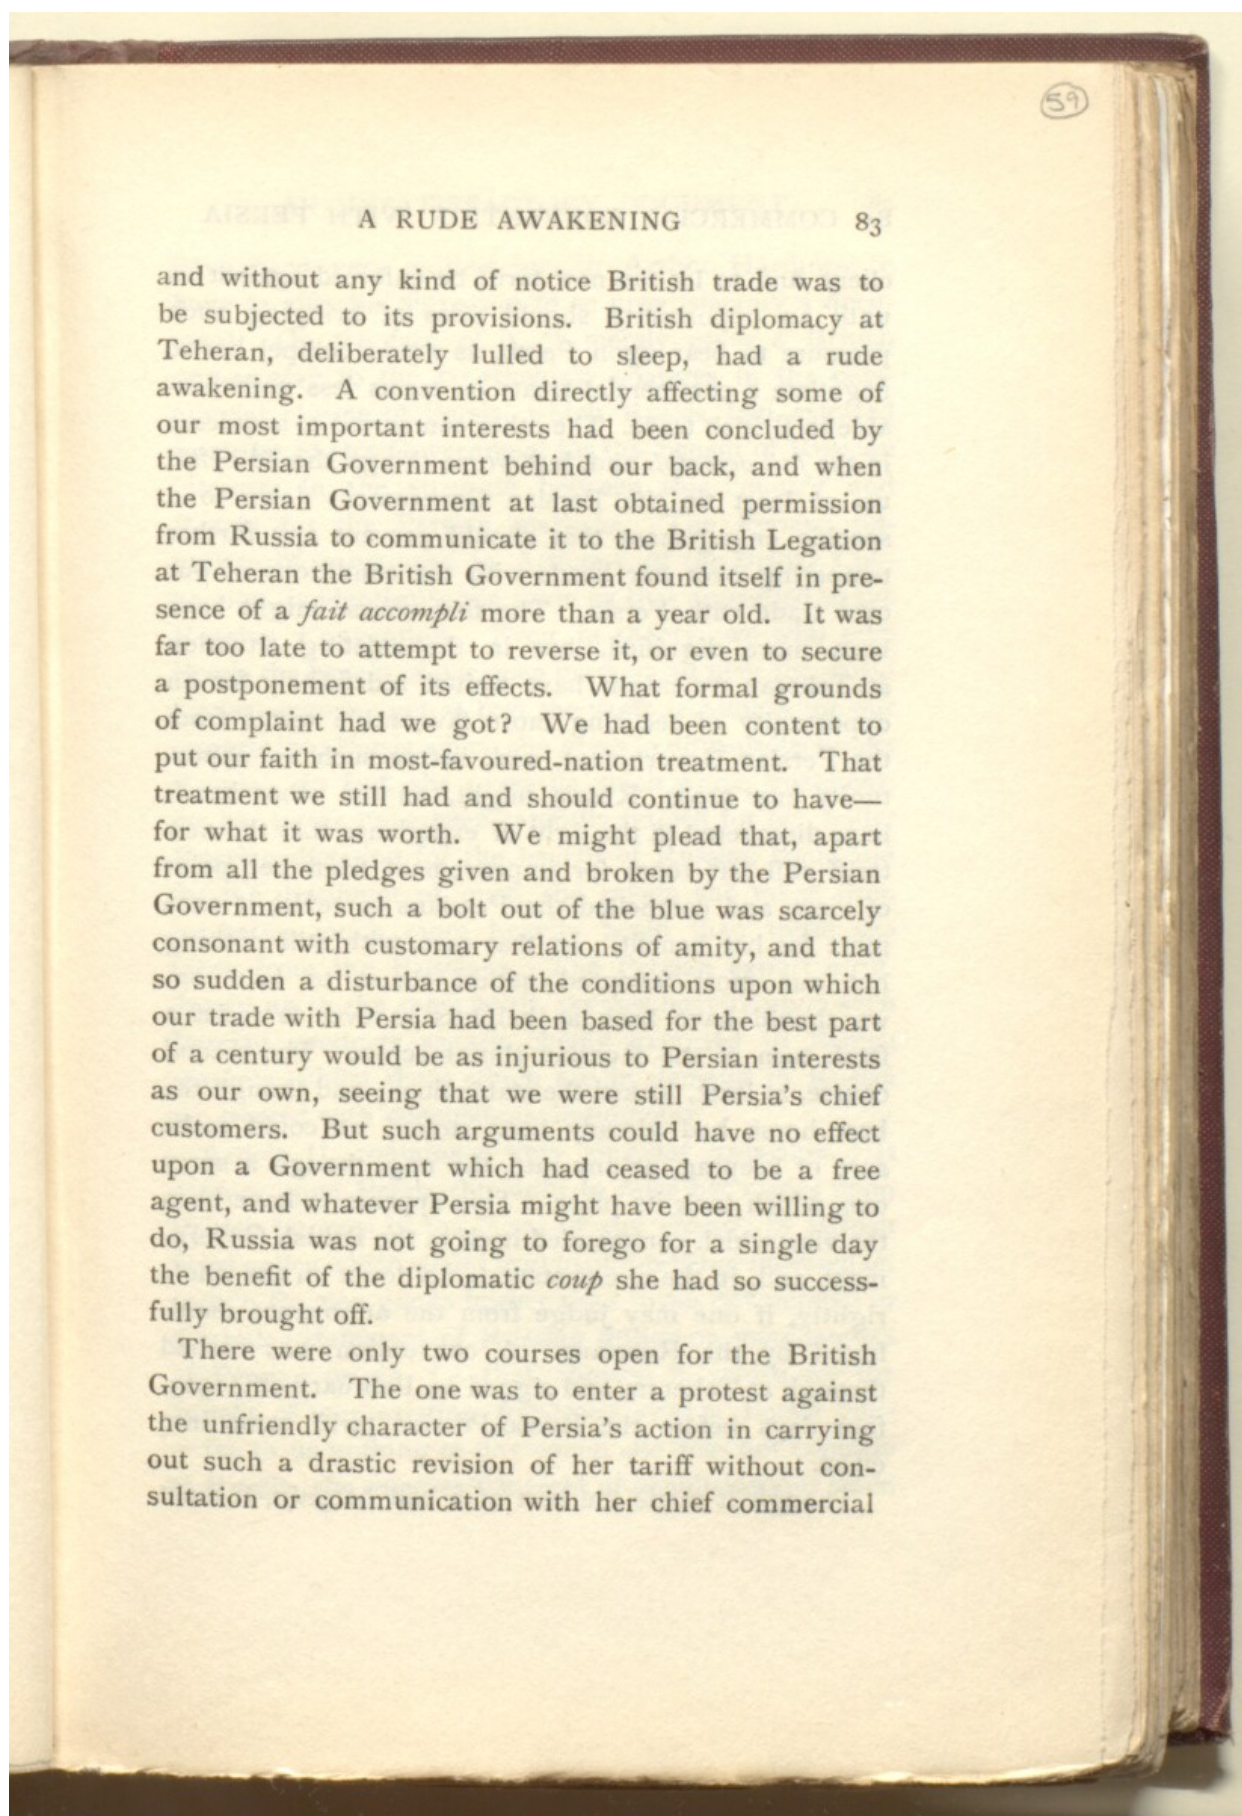 59
A RUDE AWAKENING 83
and without any kind of notice British trade was to
be subjected to its provisions. British diplomacy at
Teheran, deliberately lulled to sleep, had a rude
awakening. A convention directly affecting some of
our most important interests had been concluded by
the Persian Government behind our back, and when
the Persian Government at last obtained permission
from Russia to communicate it to the British Legation
at Teheran the British Government found itself in pre-
sence of a fait accompli more than a year old. It was
far too late to attempt to reverse it, or even to secure
a postponement of its effects. What formal grounds
of complaint had we got? We had been content to
put our faith in most-favoured-nation treatment. That
treatment we still had and should continue to have—
for what it was worth. We might plead that, apart
from all the pledges given and broken by the Persian
Government, such a bolt out of the blue was scarcely
consonant with customary relations of amity, and that
so sudden a disturbance of the conditions upon which
our trade with Persia had been based for the best part
of a century would be as injurious to Persian interests
as our own, seeing that we were still Persia's chief
customers. But such arguments could have no effect
upon a Government which had ceased to be a free
agent, and whatever Persia might have been willing to
do, Russia was not going to forego for a single day
the benefit of the diplomatic coup she had so success-
fully brought off.
There were only two courses open for the British
Government. The one was to enter a protest against
the unfriendly character of Persia's action in carrying
out such a drastic revision of her tariff without con-
sultation or communication with her chief commercial